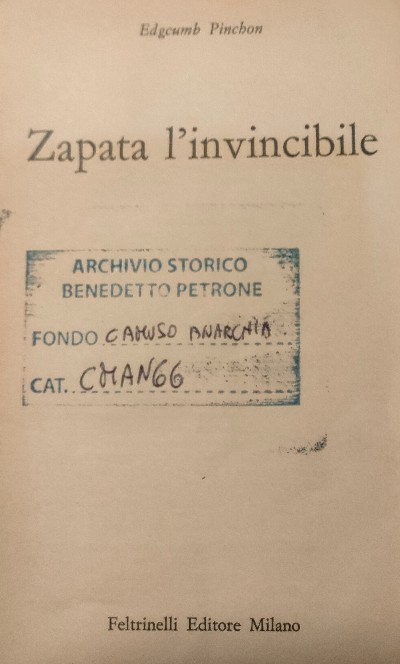 Edgcumb Pinchon
Zapata l'invincibile
ARCHIVIO STORICO
BENEDETTO PETRONE
FONDO CAMUSO ANARCHIA
CAT. CMAN66
Feltrinelli Editore Milano